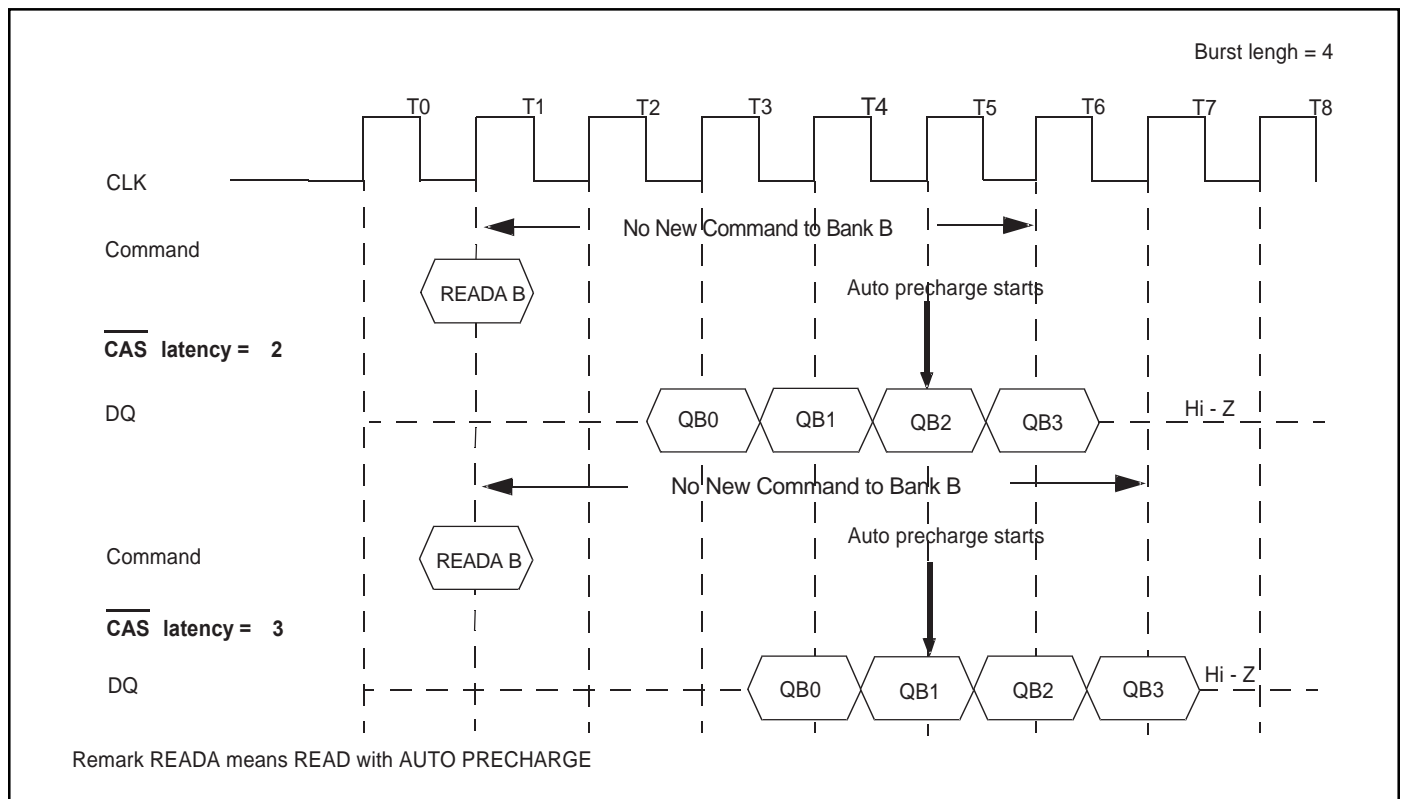 Burst lengh = 4
T0 T1 T2 T3 T4 T5 T6 T7 T8
CLK
No New Command to Bank B
Command
Auto precharge starts
READA B
CAS latency = 2
DQ
QB0 QB1 QB2 QB3
Hi - Z
No New Command to Bank B
Auto precharge starts
Command
READA B
CAS latency = 3
DQ
QB0 QB1 QB2 QB3
Hi - Z
Remark READA means READ with AUTO PRECHARGE